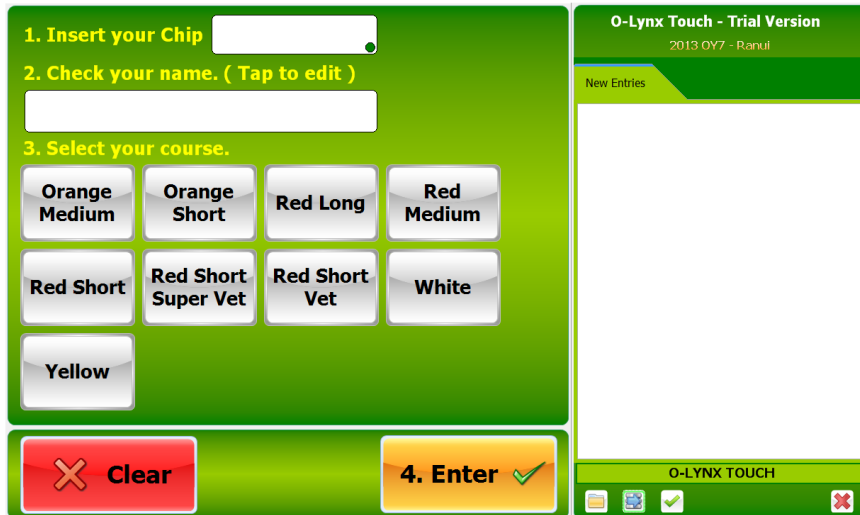 1. Insert your Chip
2. Check your name. ( Tap to edit )
3. Select your course.
Orange
Medium
Orange
Short
Red Long
Red
Medium
Red Short
Red Short
Super Vet
Red Short
Vet
White
Yellow
Clear
4. Enter
O-Lynx Touch - Trial Version
2013 OY7 - Ranui
New Entries
O-LYNX TOUCH